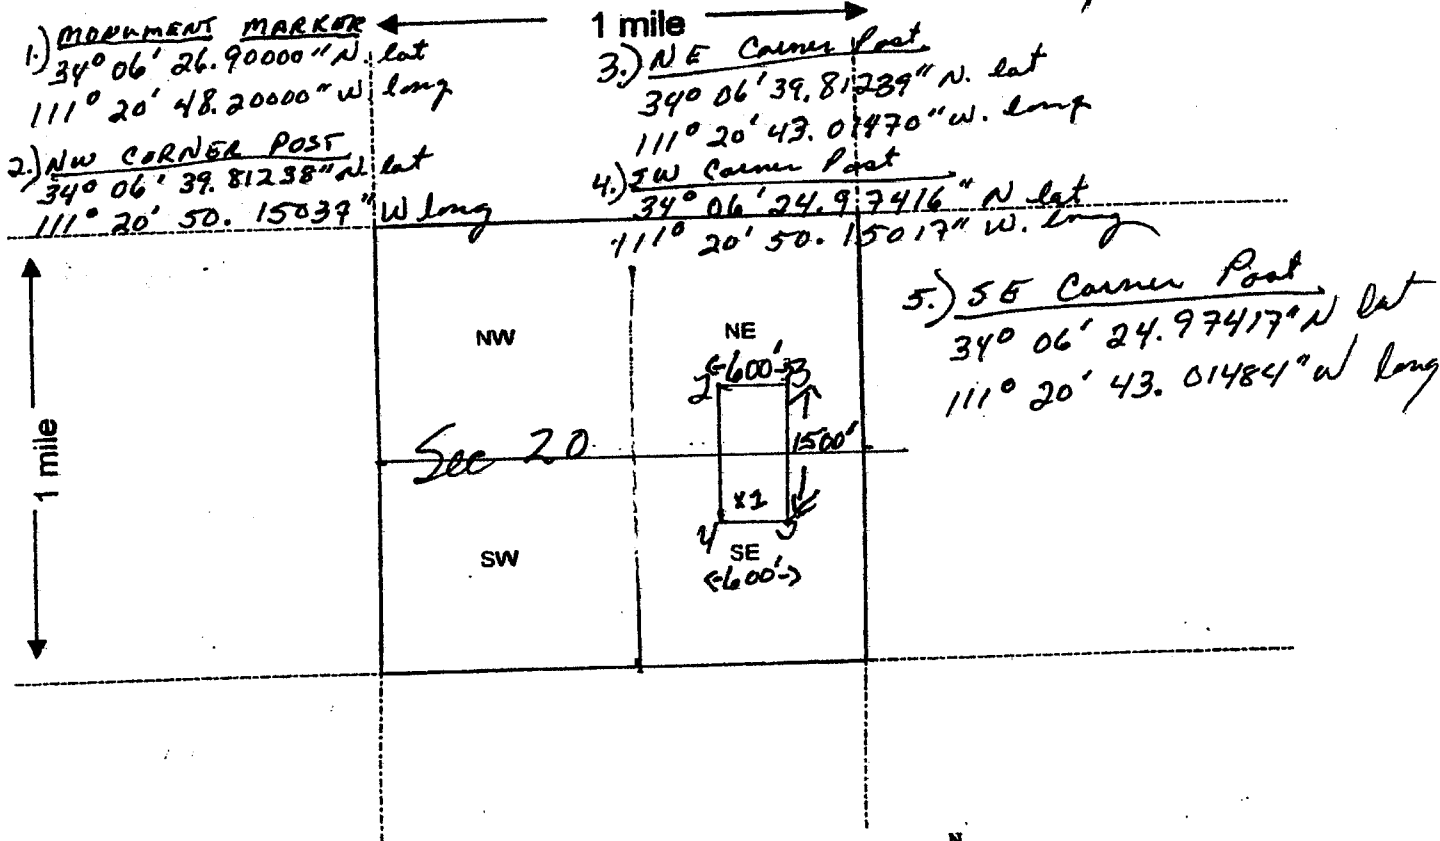 1 mile
1.) MONUMENT MARKER
34° 06' 26.90000" N. lat
111° 20' 48.20000" W. long
2.) NW CORNER POST
34° 06' 39.81238" N. lat
111° 20' 50.15037" W long
3.) NE Corner Post
34° 06' 39.81239" N. lat
111° 20' 43.01470" W. long
4.) SW Corner Post
34° 06' 24.97416" N lat
111° 20' 50.15017" W. long
5.) SE Corner Post
34° 06' 24.97417" N lat
111° 20' 43.01484" W long
1 mile
NW
NE
<-600'->
2 3
1500'
Sec 20
x1
4 5
SW
SE
<-600'->
N